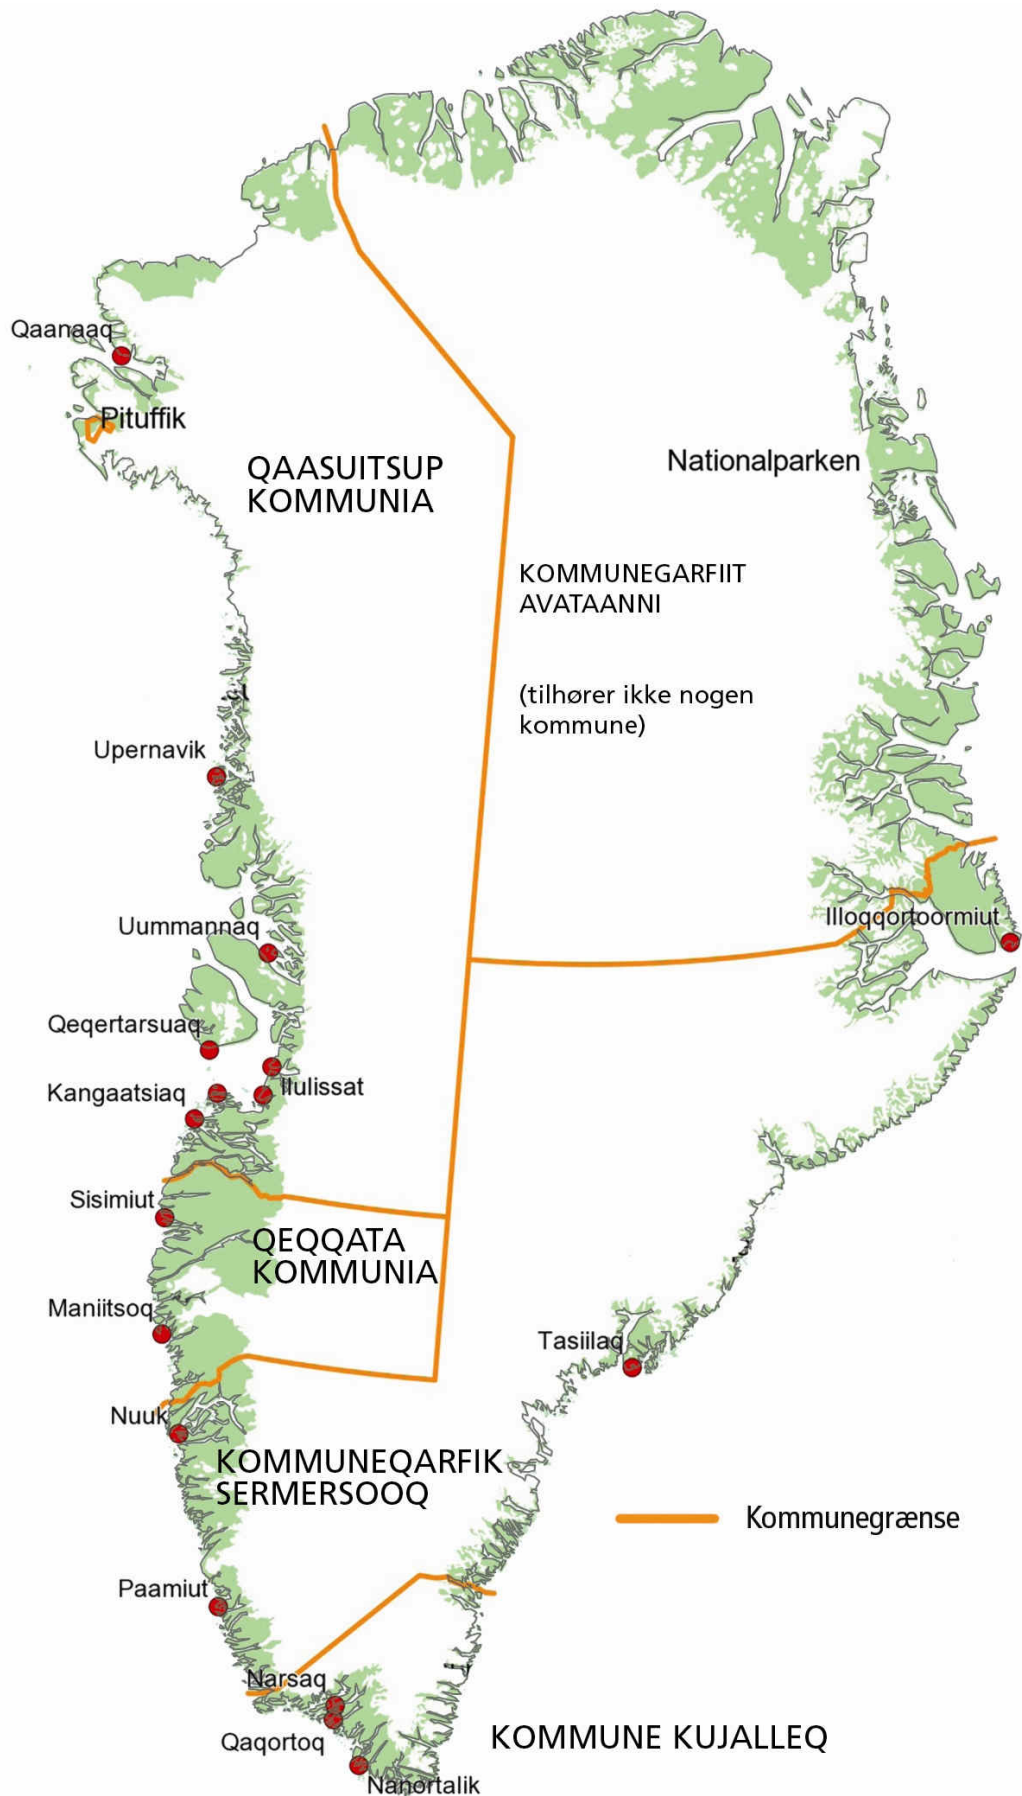 Qaanaaq
Pituffik
QAASUITSUP
KOMMUNIA
Nationalparken
KOMMUNEGARFIIT
AVATAANNI
(tilhører ikke nogen
kommune)
Upernavik
Uummannaq
Illoqqortoormiut
Qeqertarsuaq
Kangaatsiaq
Ilulissat
Sisimiut
QEQQATA
KOMMUNIA
Maniitsoq
Tasiilaq
Nuuk
KOMMUNEQARFIK
SERMERSOOQ
Kommunegrænse
Paamiut
Narsaq
Qaqortoq
KOMMUNE KUJALLEQ
Nanortalik